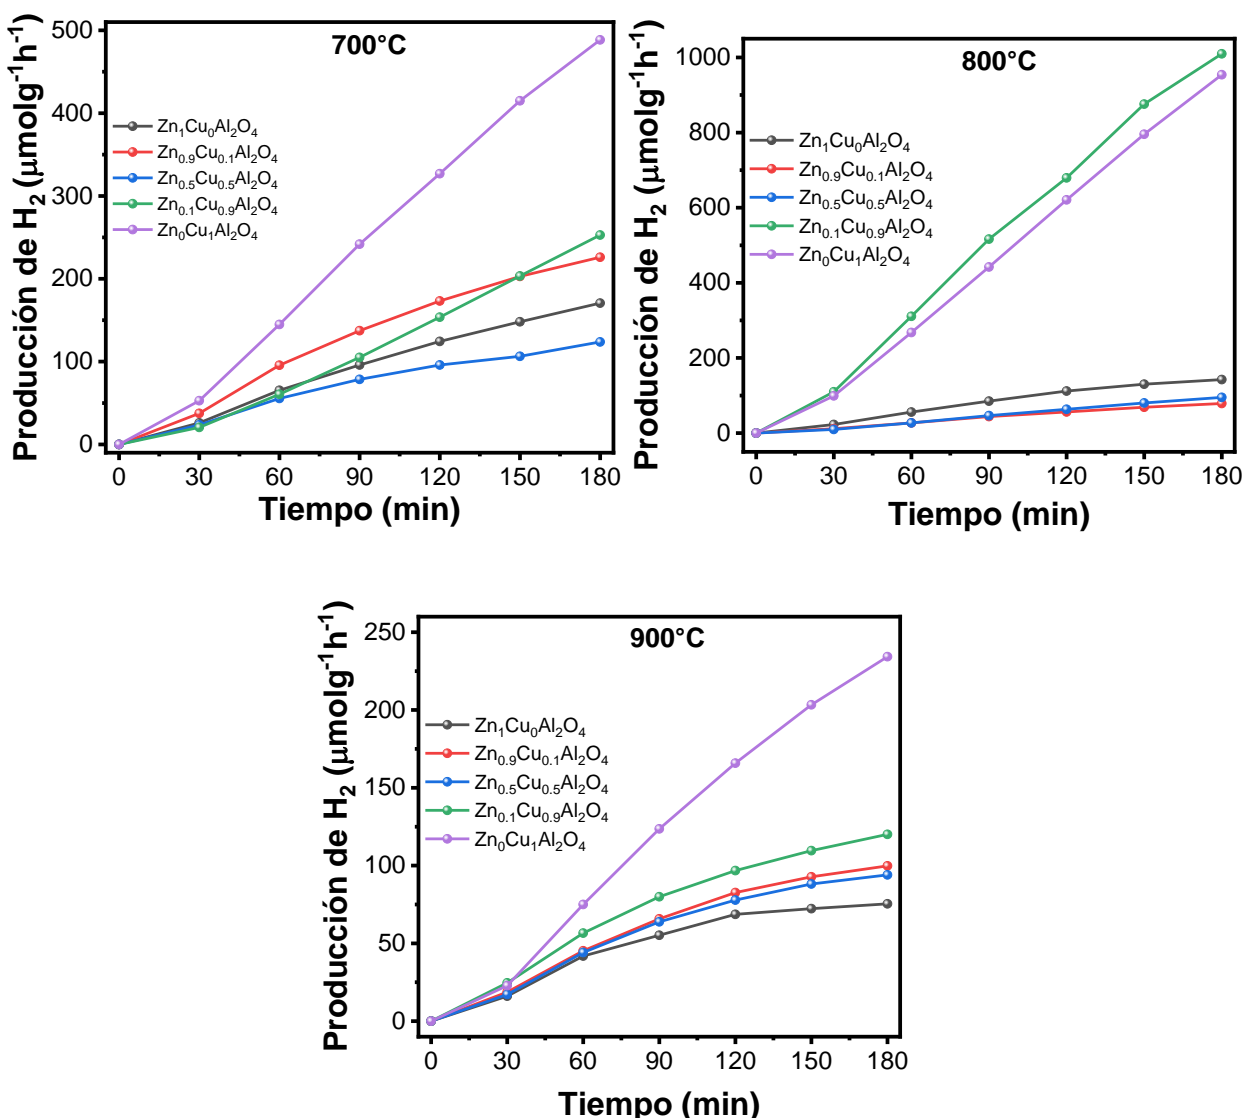 700°C
Producción de H2 (μmolg-1h-1)
500
400
300
200
100
0
Zn1Cu0Al2O4
Zn0.9Cu0.1Al2O4
Zn0.5Cu0.5Al2O4
Zn0.1Cu0.9Al2O4
Zn0Cu1Al2O4
0 30 60 90 120 150 180
Tiempo (min)
800°C
Producción de H2 (μmolg-1h-1)
1000
800
600
400
200
0
Zn1Cu0Al2O4
Zn0.9Cu0.1Al2O4
Zn0.5Cu0.5Al2O4
Zn0.1Cu0.9Al2O4
Zn0Cu1Al2O4
0 30 60 90 120 150 180
Tiempo (min)
900°C
Producción de H2 (μmolg-1h-1)
250
200
150
100
50
0
Zn1Cu0Al2O4
Zn0.9Cu0.1Al2O4
Zn0.5Cu0.5Al2O4
Zn0.1Cu0.9Al2O4
Zn0Cu1Al2O4
0 30 60 90 120 150 180
Tiempo (min)